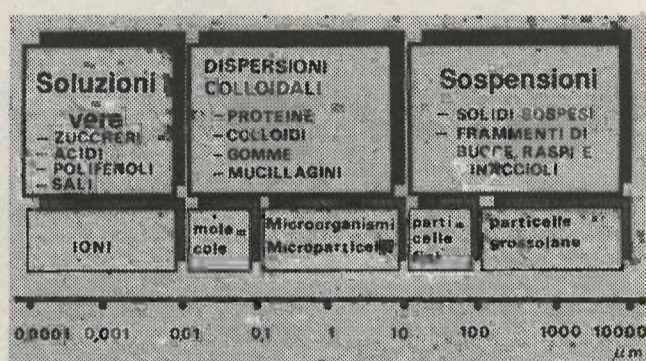 Soluzioni
vere
- ZUCCHERI
- ACIDI
- POLIFENOLI
- SALI
DISPERSIONI
COLLOIDALI
- PROTEINE
- COLLOIDI
- GOMME
- MUCILLAGINI
Sospensioni
- SOLIDI SOSPESI
- FRAMMENTI DI
BUCCE, RASPI E
VINACCIOLI
IONI
mole-
cole
Microorganismi
Microparticelle
parti-
celle
particelle
grossolane
0,0001 0,001 0,01 0,1 1 10 100 1000 10000
μm